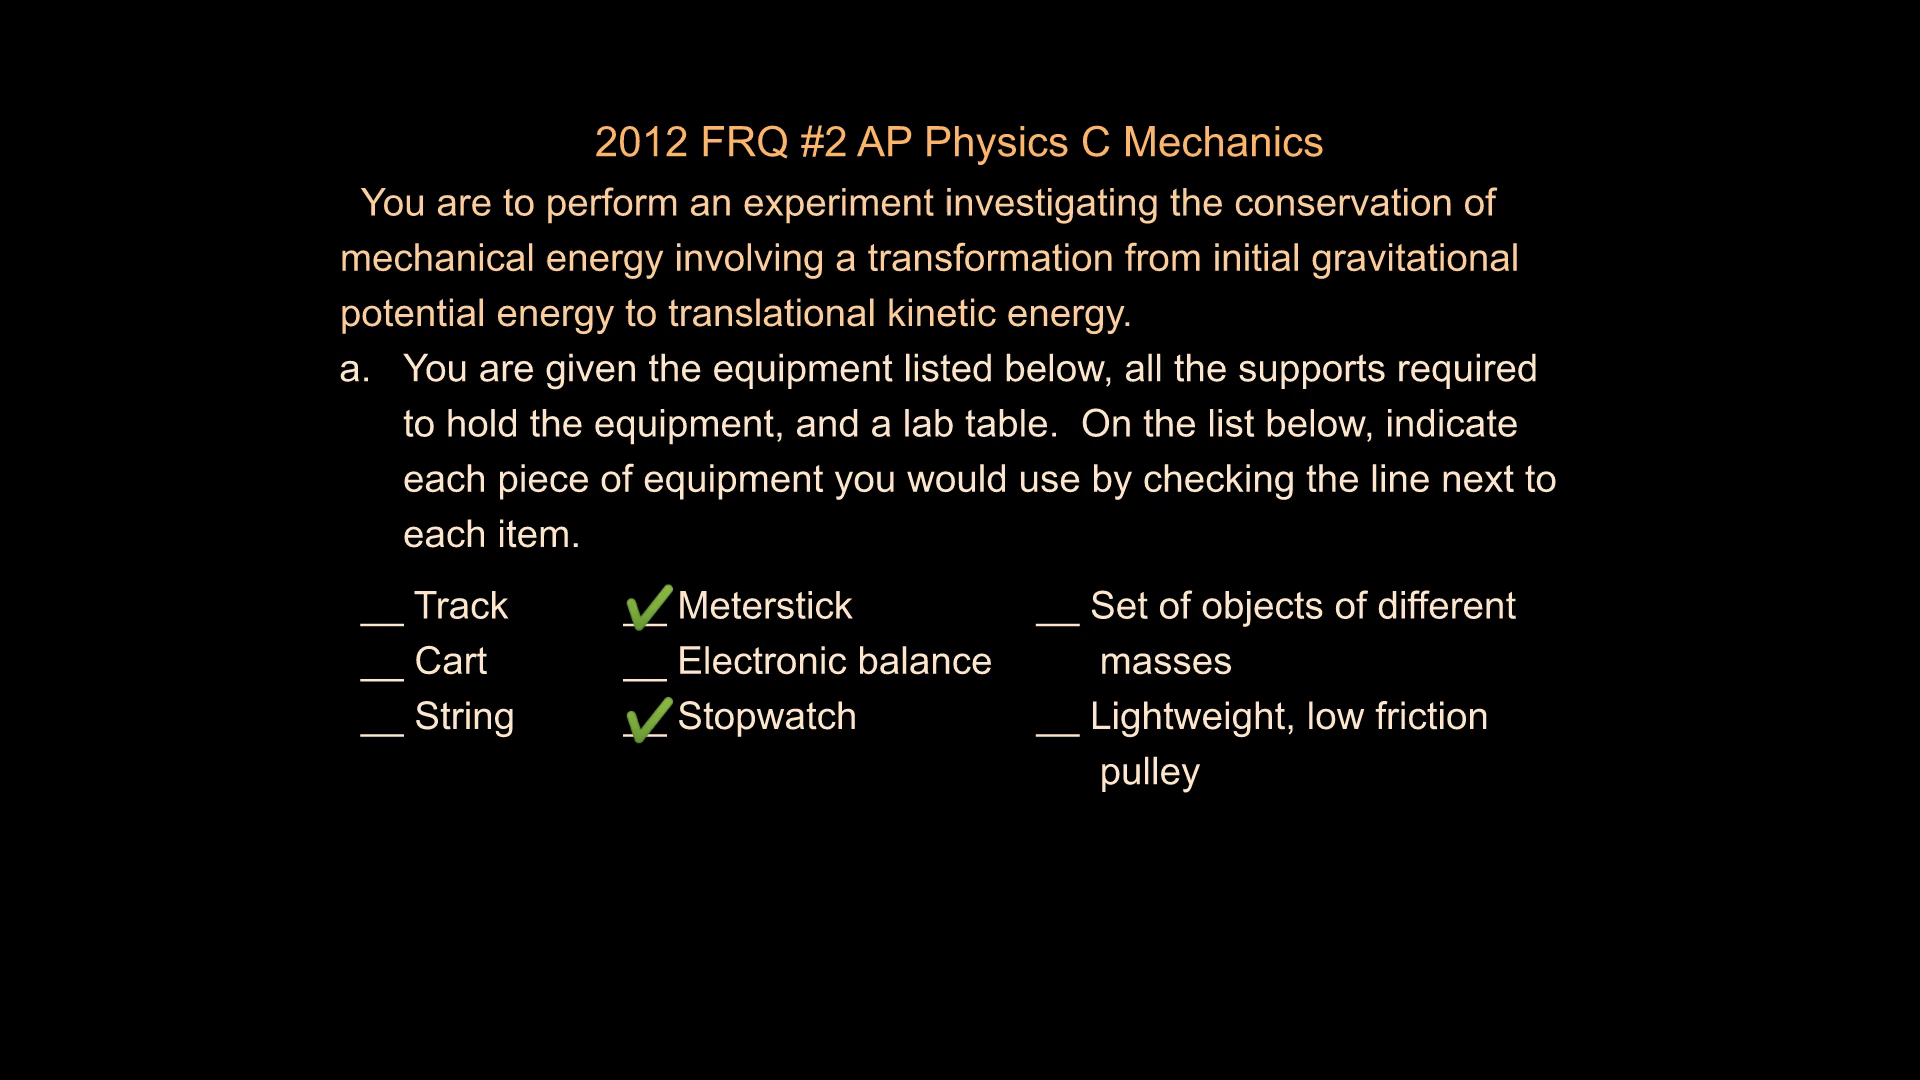 2012 FRQ #2 AP Physics C Mechanics
You are to perform an experiment investigating the conservation of
mechanical energy involving a transformation from initial gravitational
potential energy to translational kinetic energy.
a. You are given the equipment listed below, all the supports required
to hold the equipment, and a lab table. On the list below, indicate
each piece of equipment you would use by checking the line next to
each item.
__ Track ✔__ Meterstick __ Set of objects of different
__ Cart __ Electronic balance masses
__ String ✔__ Stopwatch __ Lightweight, low friction
pulley